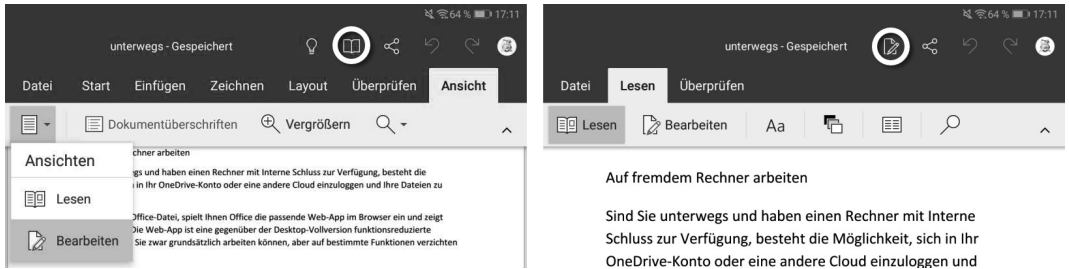 64 % 17:11
unterwegs - Gespeichert
Datei Start Einfügen Zeichnen Layout Überprüfen Ansicht
Dokumentüberschriften Vergrößern
Ansichten
Lesen
Bearbeiten
chner arbeiten
gs und haben einen Rechner mit Interne Schluss zur Verfügung, besteht die
in Ihr OneDrive-Konto oder eine andere Cloud einzuloggen und Ihre Dateien zu
Office-Datei, spielt Ihnen Office die passende Web-App im Browser ein und zeigt
Die Web-App ist eine gegenüber der Desktop-Vollversion funktionsreduzierte
Sie zwar grundsätzlich arbeiten können, aber auf bestimmte Funktionen verzichten
64 % 17:11
unterwegs - Gespeichert
Datei Lesen Überprüfen
Lesen Bearbeiten Aa
Auf fremdem Rechner arbeiten
Sind Sie unterwegs und haben einen Rechner mit Interne
Schluss zur Verfügung, besteht die Möglichkeit, sich in Ihr
OneDrive-Konto oder eine andere Cloud einzuloggen und